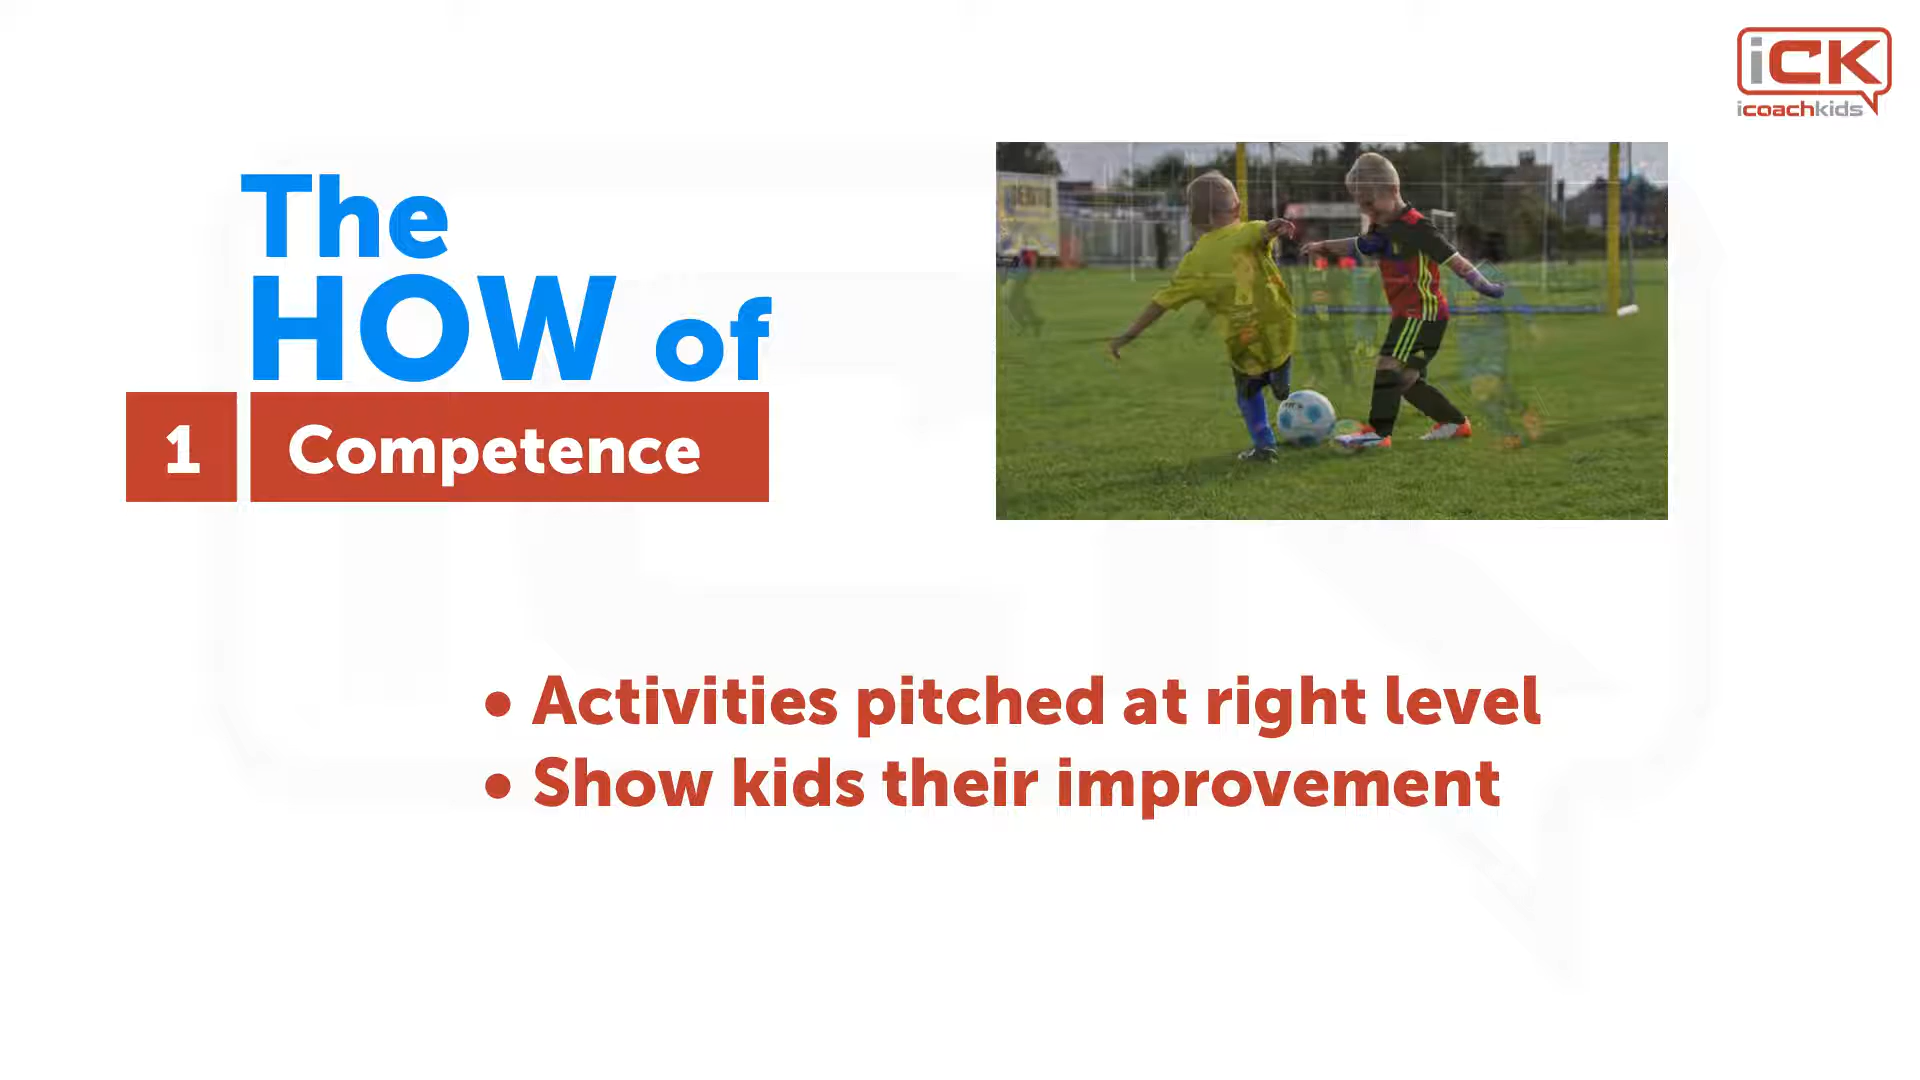 iCK
icoachkids
The
HOW of
1 Competence
• Activities pitched at right level
• Show kids their improvement